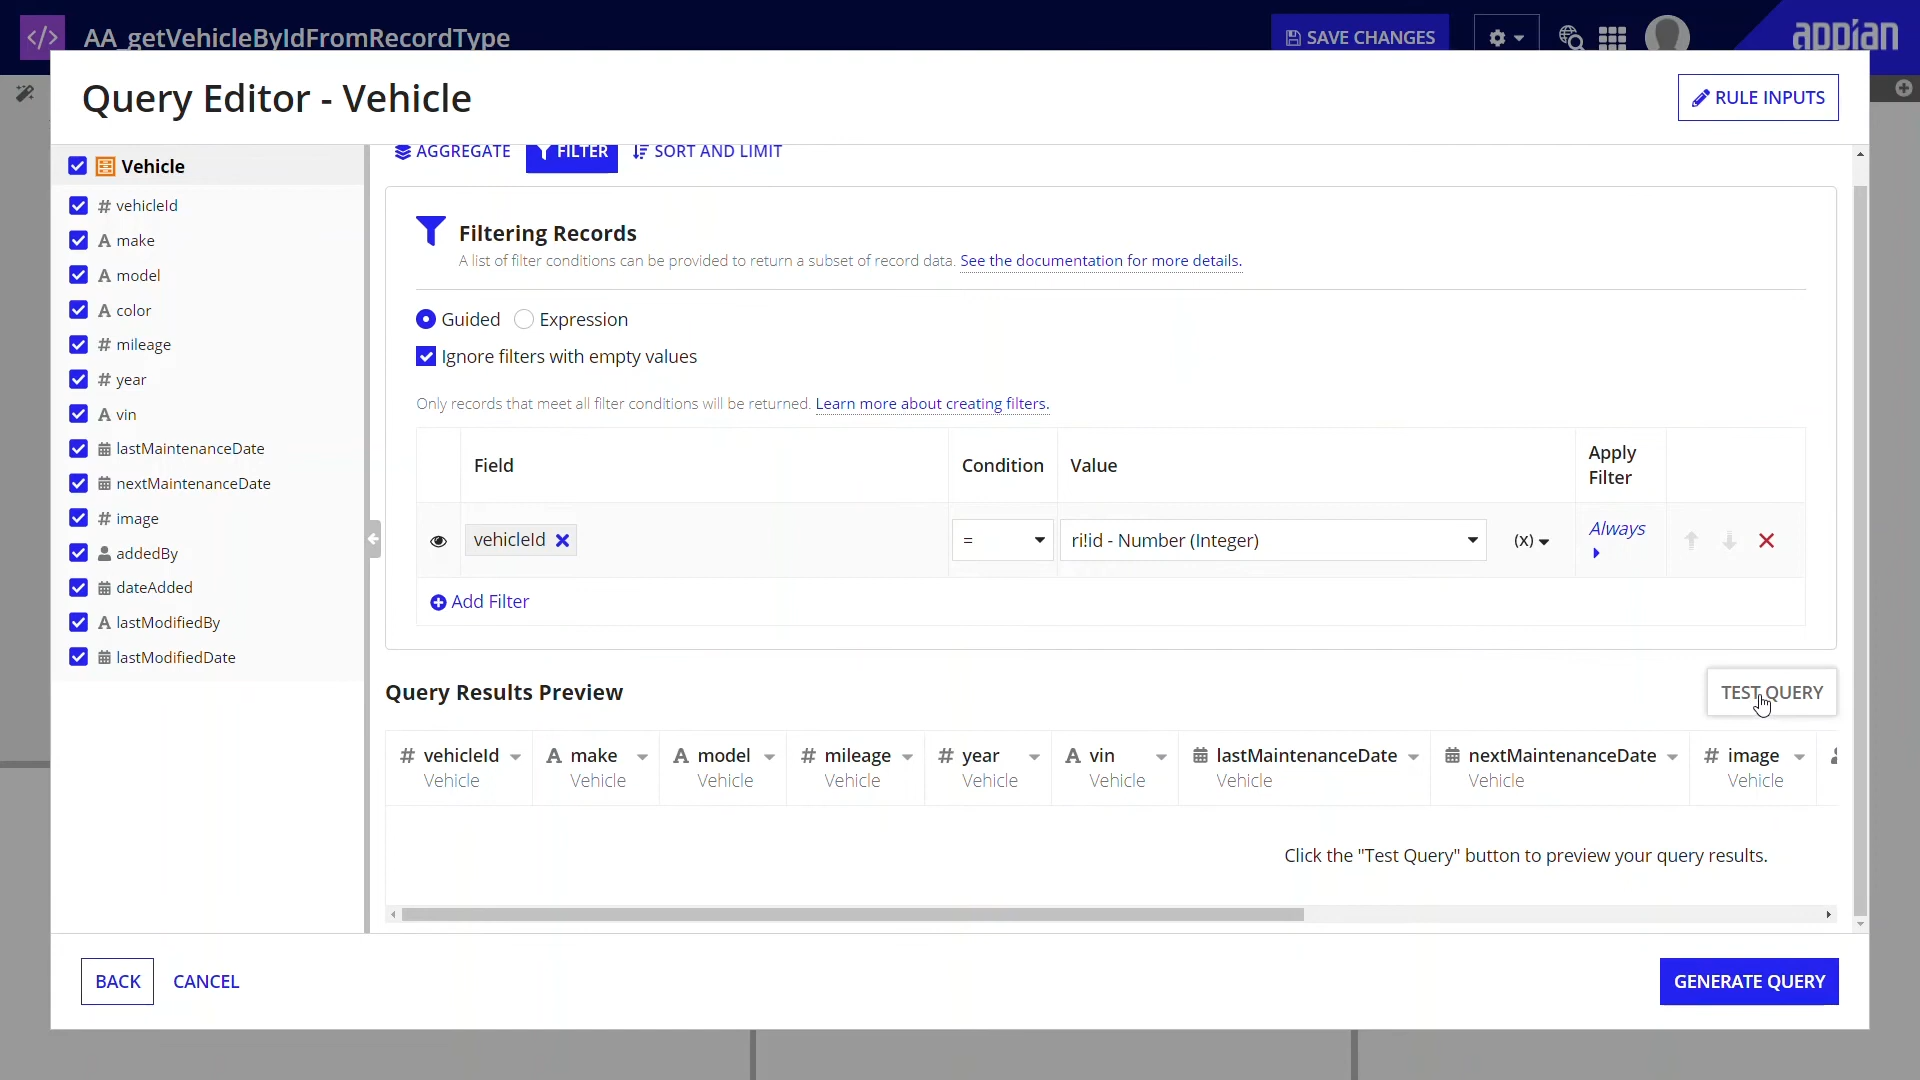 </> AA_getVehicleByIdFromRecordType
SAVE CHANGES
appian
Query Editor - Vehicle
RULE INPUTS
Vehicle
# vehicleId
A make
A model
A color
# mileage
# year
A vin
lastMaintenanceDate
nextMaintenanceDate
# image
addedBy
dateAdded
A lastModifiedBy
lastModifiedDate
AGGREGATE FILTER SORT AND LIMIT
Filtering Records
A list of filter conditions can be provided to return a subset of record data. See the documentation for more details.
Guided Expression
Ignore filters with empty values
Only records that meet all filter conditions will be returned. Learn more about creating filters.
Field Condition Value Apply Filter
vehicleId = ri!id - Number (Integer) (x) Always
Add Filter
Query Results Preview
TEST QUERY
# vehicleId A make A model # mileage # year A vin lastMaintenanceDate nextMaintenanceDate # image
Vehicle Vehicle Vehicle Vehicle Vehicle Vehicle Vehicle Vehicle Vehicle
Click the "Test Query" button to preview your query results.
BACK CANCEL
GENERATE QUERY